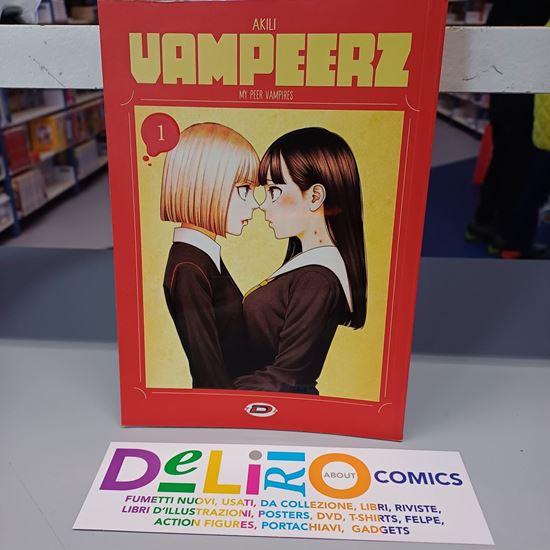 AKILI
VAMPEERZ
MY PEER VAMPIRES
1
D
DeLiRiO ABOUT COMICS
FUMETTI NUOVI, USATI, DA COLLEZIONE, LIBRI, RIVISTE,
LIBRI D'ILLUSTRAZIONI, POSTERS, DVD, T-SHIRTS, FELPE,
ACTION FIGURES, PORTACHIAVI, GADGETS